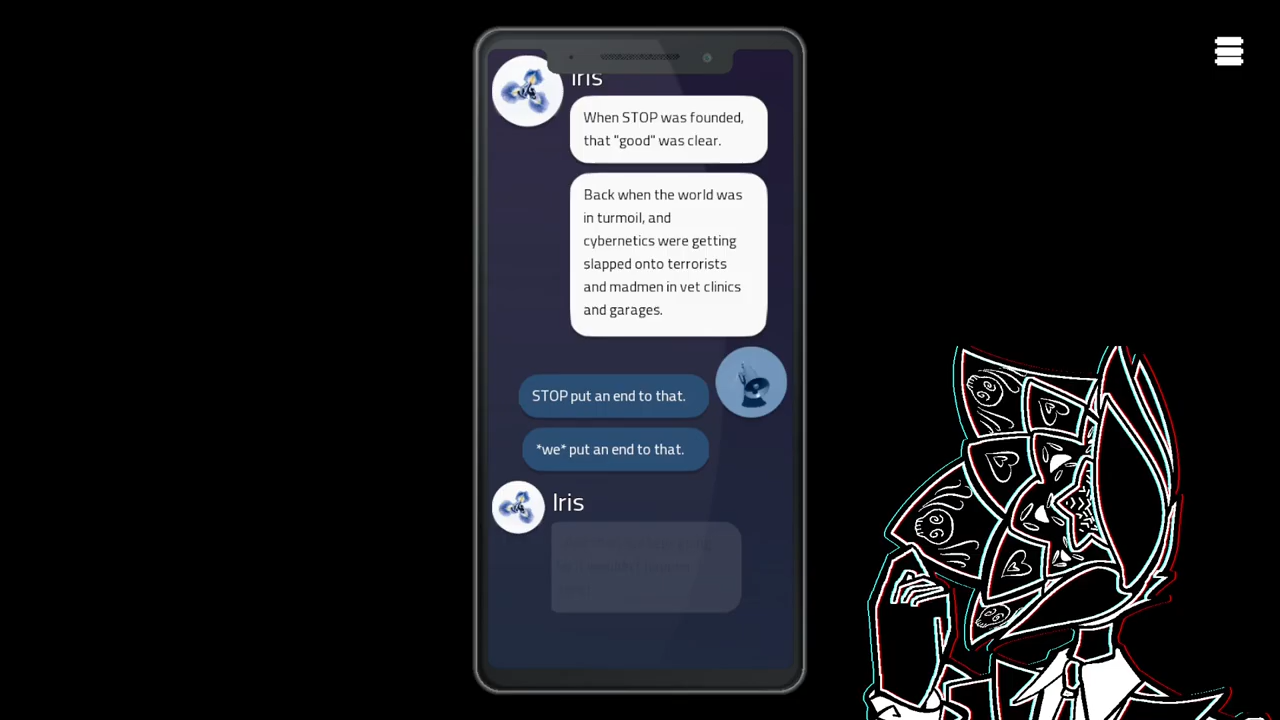 Iris
When STOP was founded,
that "good" was clear.
Back when the world was
in turmoil, and
cybernetics were getting
slapped onto terrorists
and madmen in vet clinics
and garages.
STOP put an end to that.
*we* put an end to that.
Iris